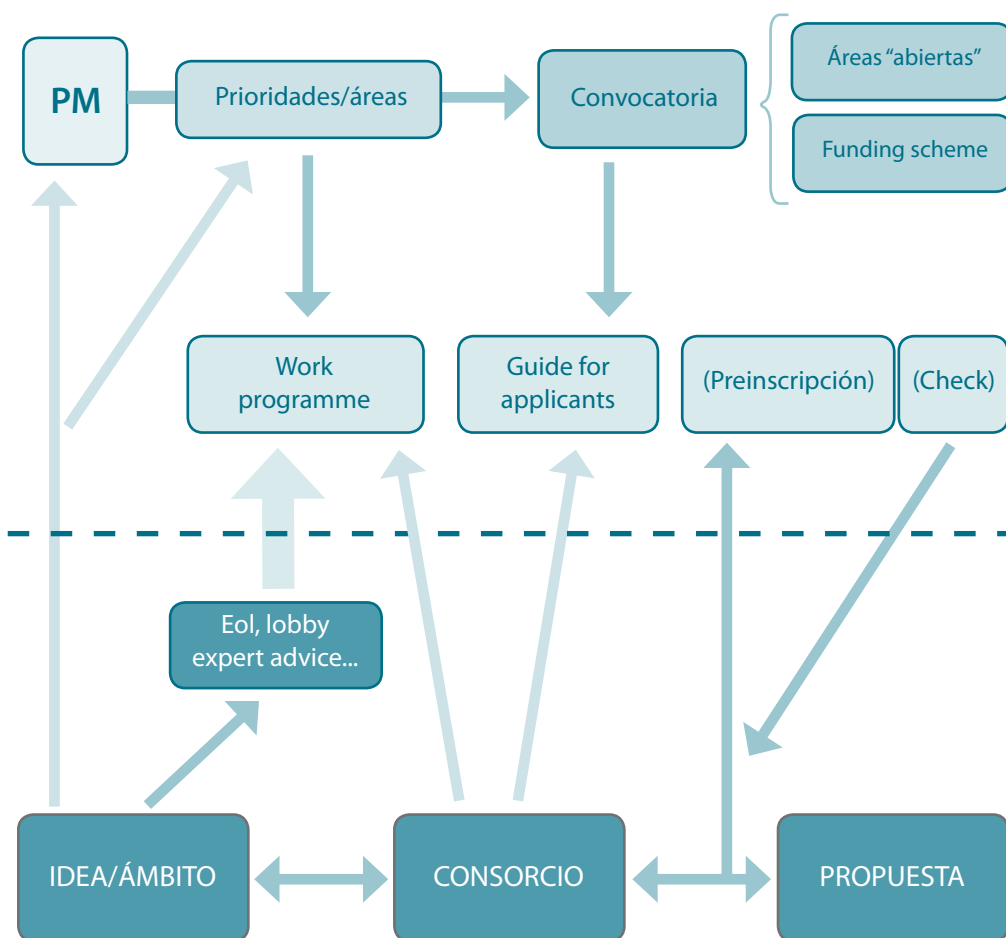 PM
Prioridades/áreas
Convocatoria
Áreas “abiertas”
Funding scheme
Work
programme
Guide for
applicants
(Preinscripción)
(Check)
EoI, lobby
expert advice...
IDEA/ÁMBITO
CONSORCIO
PROPUESTA